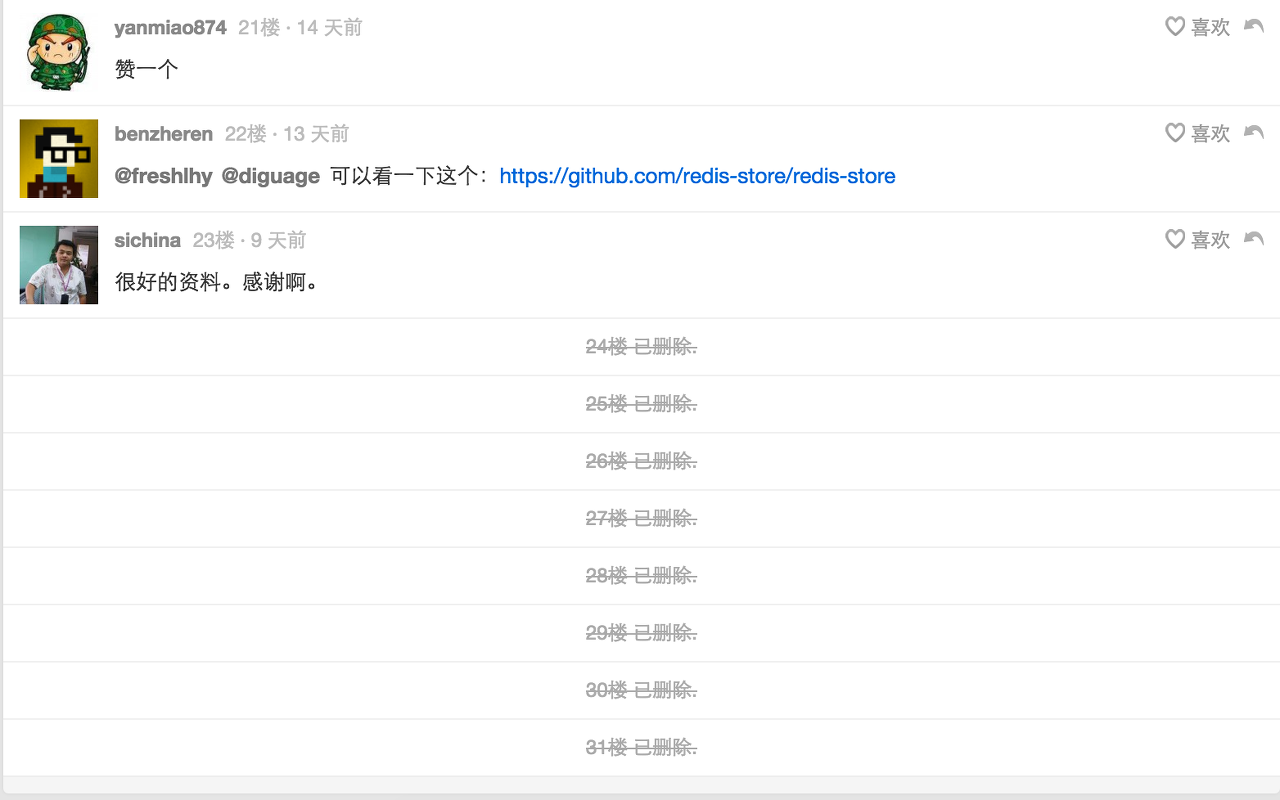 yanmiao874 21楼 · 14 天前 喜欢
赞一个
benzheren 22楼 · 13 天前 喜欢
@freshlhy @diguage 可以看一下这个：https://github.com/redis-store/redis-store
sichina 23楼 · 9 天前 喜欢
很好的资料。感谢啊。
24楼 已删除.
25楼 已删除.
26楼 已删除.
27楼 已删除.
28楼 已删除.
29楼 已删除.
30楼 已删除.
31楼 已删除.